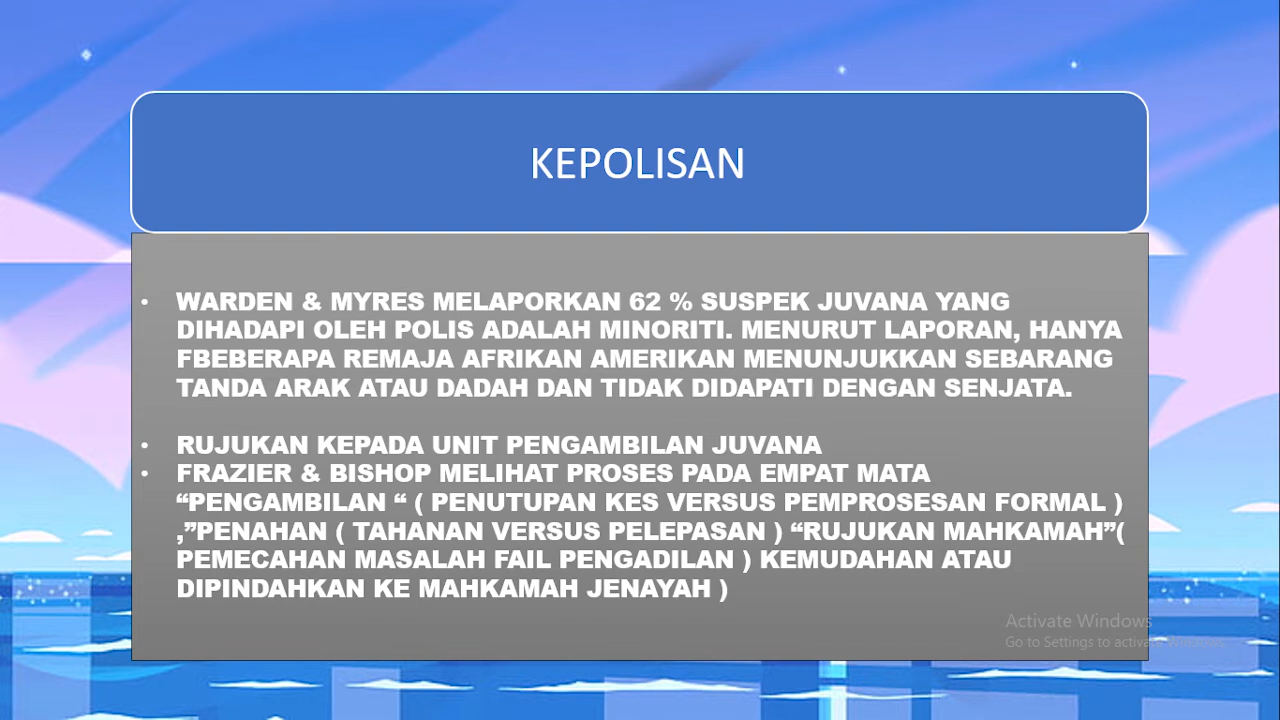 KEPOLISAN
• WARDEN & MYRES MELAPORKAN 62 % SUSPEK JUVANA YANG
DIHADAPI OLEH POLIS ADALAH MINORITI. MENURUT LAPORAN, HANYA
FBEBERAPA REMAJA AFRIKAN AMERIKAN MENUNJUKKAN SEBARANG
TANDA ARAK ATAU DADAH DAN TIDAK DIDAPATI DENGAN SENJATA.
• RUJUKAN KEPADA UNIT PENGAMBILAN JUVANA
• FRAZIER & BISHOP MELIHAT PROSES PADA EMPAT MATA
“PENGAMBILAN “ ( PENUTUPAN KES VERSUS PEMPROSESAN FORMAL )
,”PENAHAN ( TAHANAN VERSUS PELEPASAN ) “RUJUKAN MAHKAMAH”(
PEMECAHAN MASALAH FAIL PENGADILAN ) KEMUDAHAN ATAU
DIPINDAHKAN KE MAHKAMAH JENAYAH )
Activate Windows
Go to Settings to activate Windows.